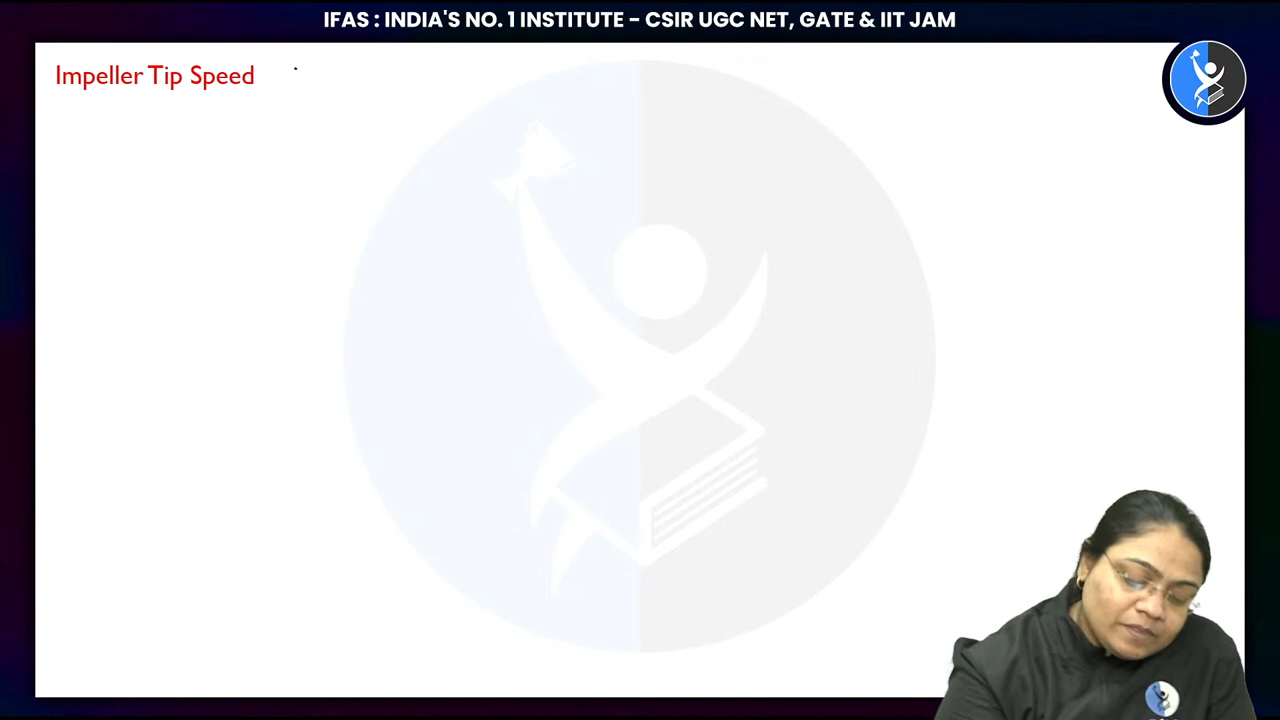 IFAS : INDIA'S NO. 1 INSTITUTE – CSIR UGC NET, GATE & IIT JAM
Impeller Tip Speed